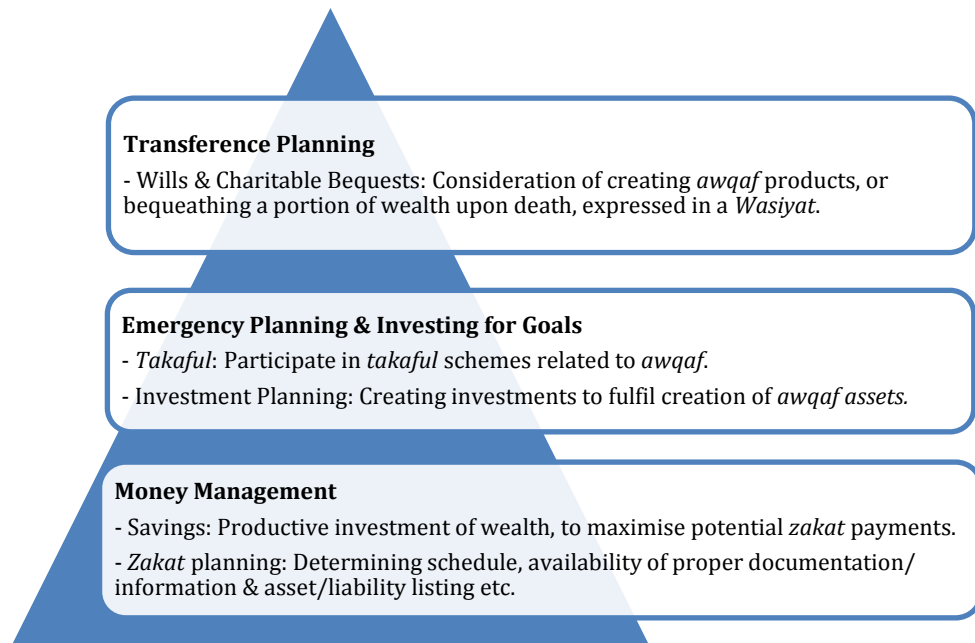 Transference Planning
- Wills & Charitable Bequests: Consideration of creating awqaf products, or
bequeathing a portion of wealth upon death, expressed in a Wasiyat.
Emergency Planning & Investing for Goals
- Takaful: Participate in takaful schemes related to awqaf.
- Investment Planning: Creating investments to fulfil creation of awqaf assets.
Money Management
- Savings: Productive investment of wealth, to maximise potential zakat payments.
- Zakat planning: Determining schedule, availability of proper documentation/
information & asset/liability listing etc.